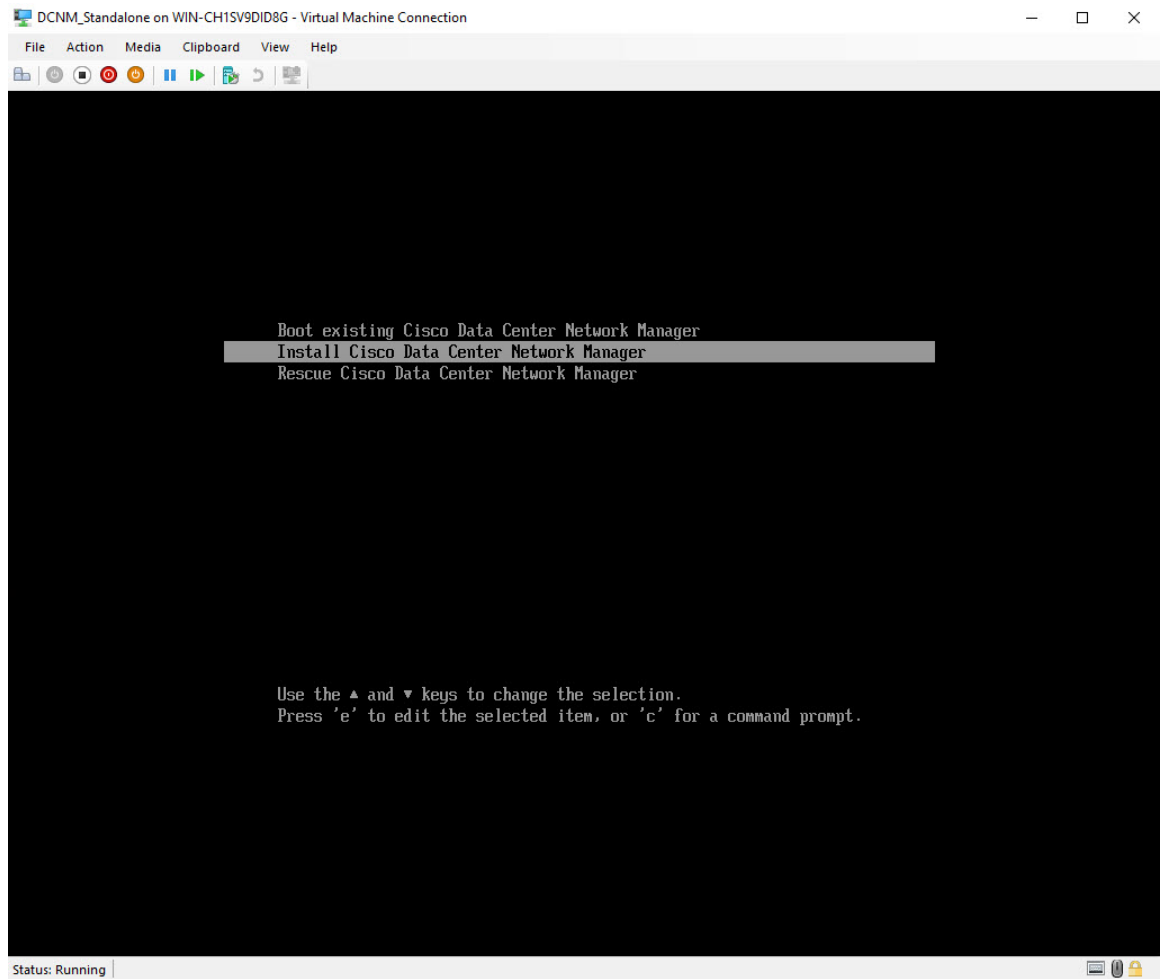 DCNM_Standalone on WIN-CH1SV9DID8G - Virtual Machine Connection
File Action Media Clipboard View Help
Boot existing Cisco Data Center Network Manager
Install Cisco Data Center Network Manager
Rescue Cisco Data Center Network Manager
Use the ▲ and ▼ keys to change the selection.
Press 'e' to edit the selected item, or 'c' for a command prompt.
Status: Running